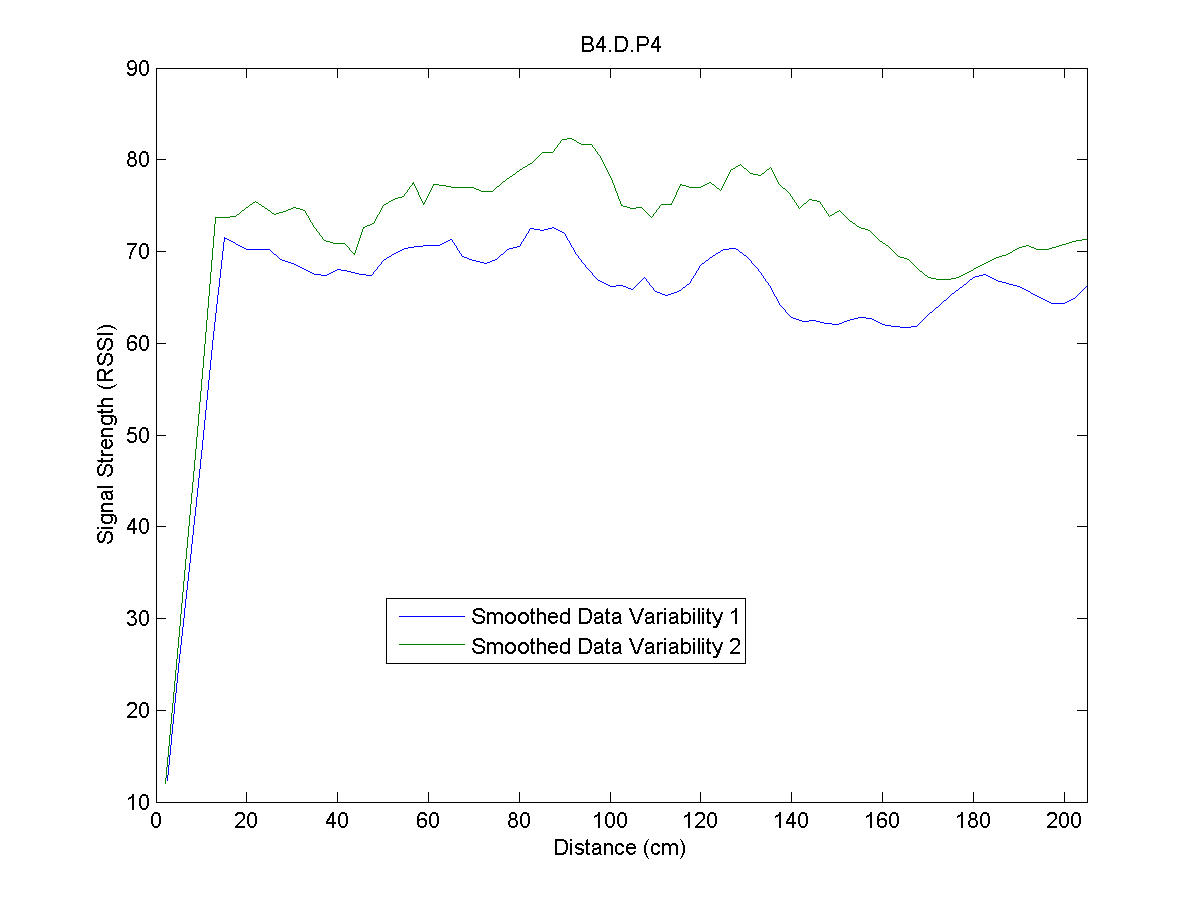 B4.D.P4
90
80
70
60
50
40
30
20
10
Signal Strength (RSSI)
Smoothed Data Variability 1
Smoothed Data Variability 2
0 20 40 60 80 100 120 140 160 180 200
Distance (cm)